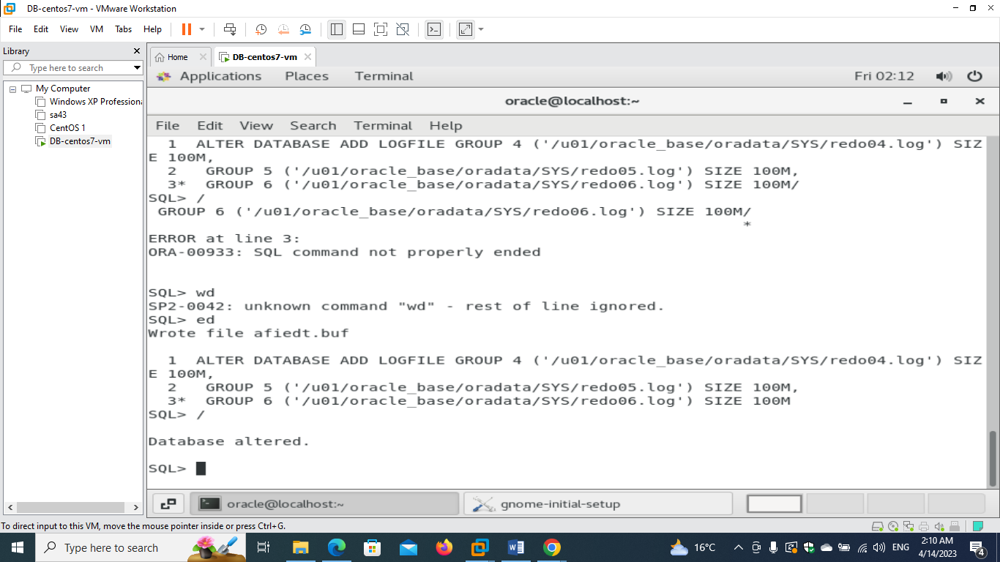 DB-centos7-vm - VMware Workstation
File Edit View VM Tabs Help
Library
Type here to search
My Computer
Windows XP Professiona
sa43
CentOS 1
DB-centos7-vm
Home
DB-centos7-vm
Applications Places Terminal Fri 02:12
oracle@localhost:~
File Edit View Search Terminal Help
1 ALTER DATABASE ADD LOGFILE GROUP 4 ('/u01/oracle_base/oradata/SYS/redo04.log') SIZ
E 100M,
2 GROUP 5 ('/u01/oracle_base/oradata/SYS/redo05.log') SIZE 100M,
3* GROUP 6 ('/u01/oracle_base/oradata/SYS/redo06.log') SIZE 100M/
SQL> /
GROUP 6 ('/u01/oracle_base/oradata/SYS/redo06.log') SIZE 100M/
*
ERROR at line 3:
ORA-00933: SQL command not properly ended
SQL> wd
SP2-0042: unknown command "wd" - rest of line ignored.
SQL> ed
Wrote file afiedt.buf
1 ALTER DATABASE ADD LOGFILE GROUP 4 ('/u01/oracle_base/oradata/SYS/redo04.log') SIZ
E 100M,
2 GROUP 5 ('/u01/oracle_base/oradata/SYS/redo05.log') SIZE 100M,
3* GROUP 6 ('/u01/oracle_base/oradata/SYS/redo06.log') SIZE 100M
SQL> /
Database altered.
SQL>
oracle@localhost:~
gnome-initial-setup
To direct input to this VM, move the mouse pointer inside or press Ctrl+G.
Type here to search
16°C
ENG
2:10 AM
4/14/2023
4